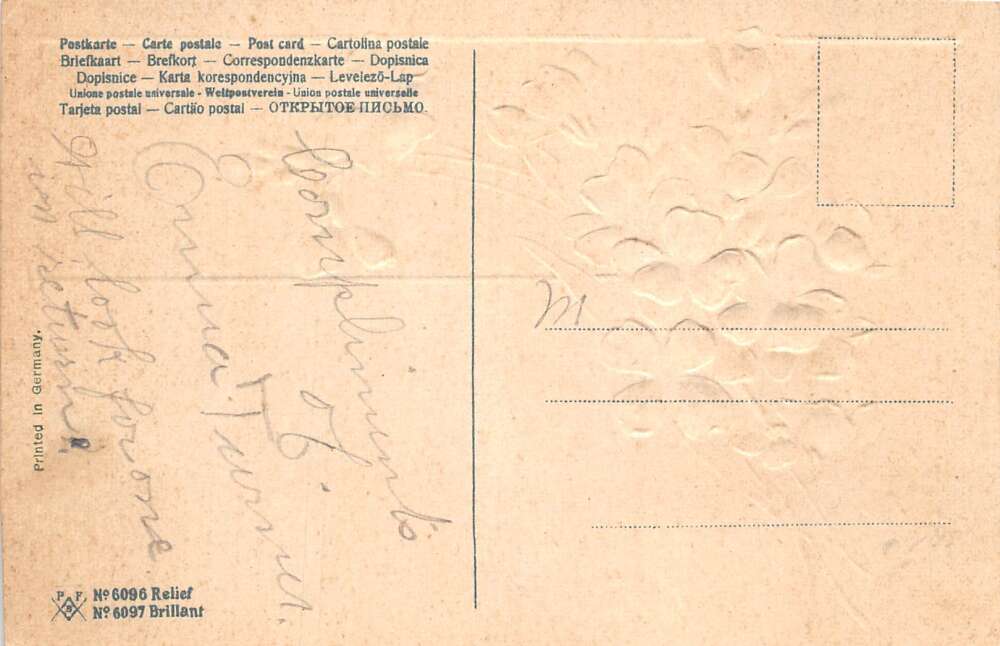 Postkarte — Carte postale — Post card — Cartolina postale
Briefkaart — Brefkort — Correspondenzkarte — Dopisnica
Dopisnice — Karta korespondencyjna — Levelező-Lap
Unione postale universale - Weltpostverein - Union postale universelle
Tarjeta postal — Cartão postal — ОТКРЫТОЕ ПИСЬМО.
Compliments
of
Emma Turner.
Will look for one
in return
M
Printed in Germany.
P. F.
B.
No 6096 Relief
No 6097 Brillant